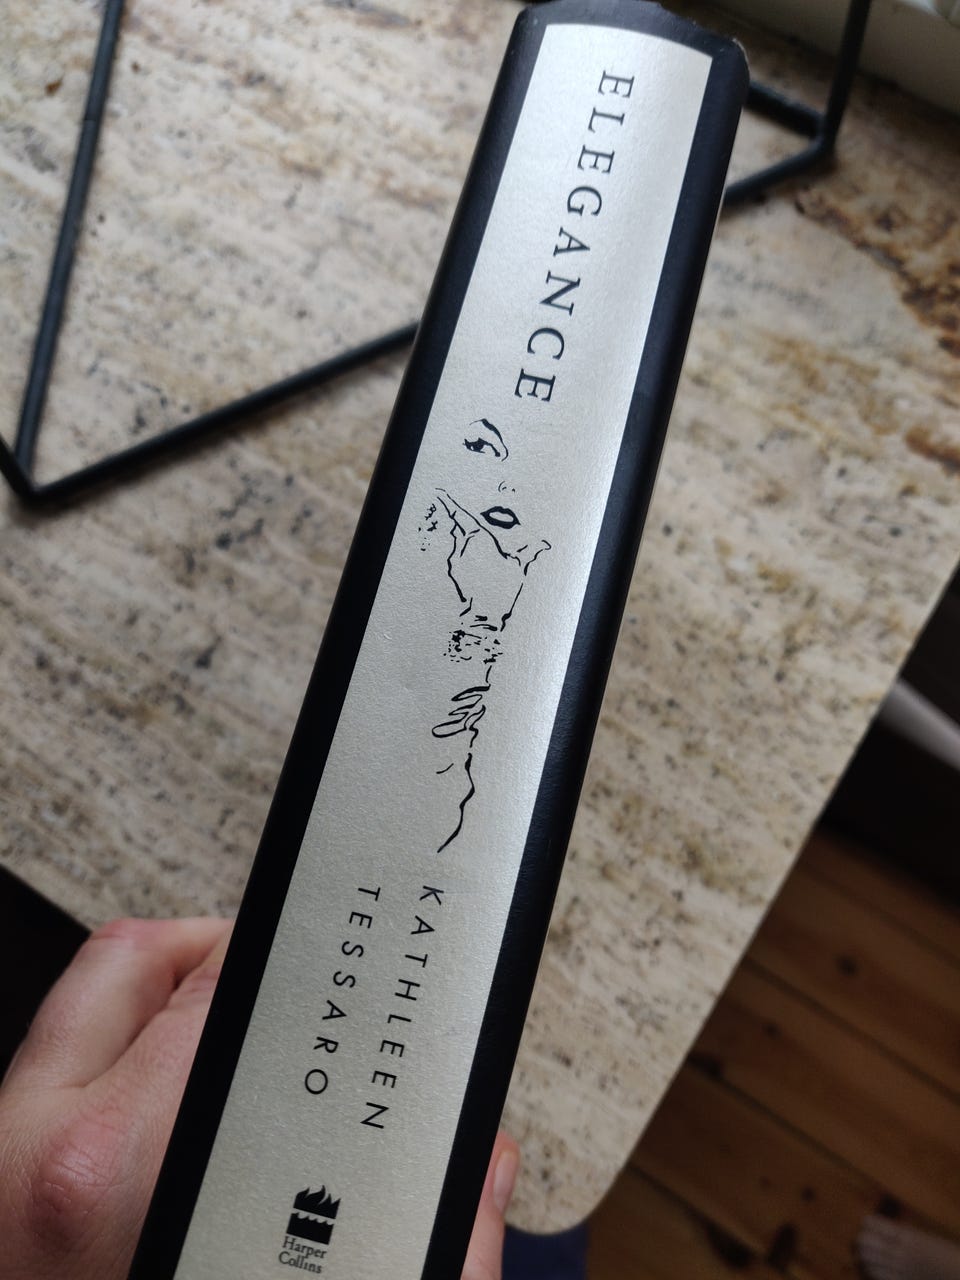 ELEGANCE
KATHLEEN
TESSARO
Harper
Collins